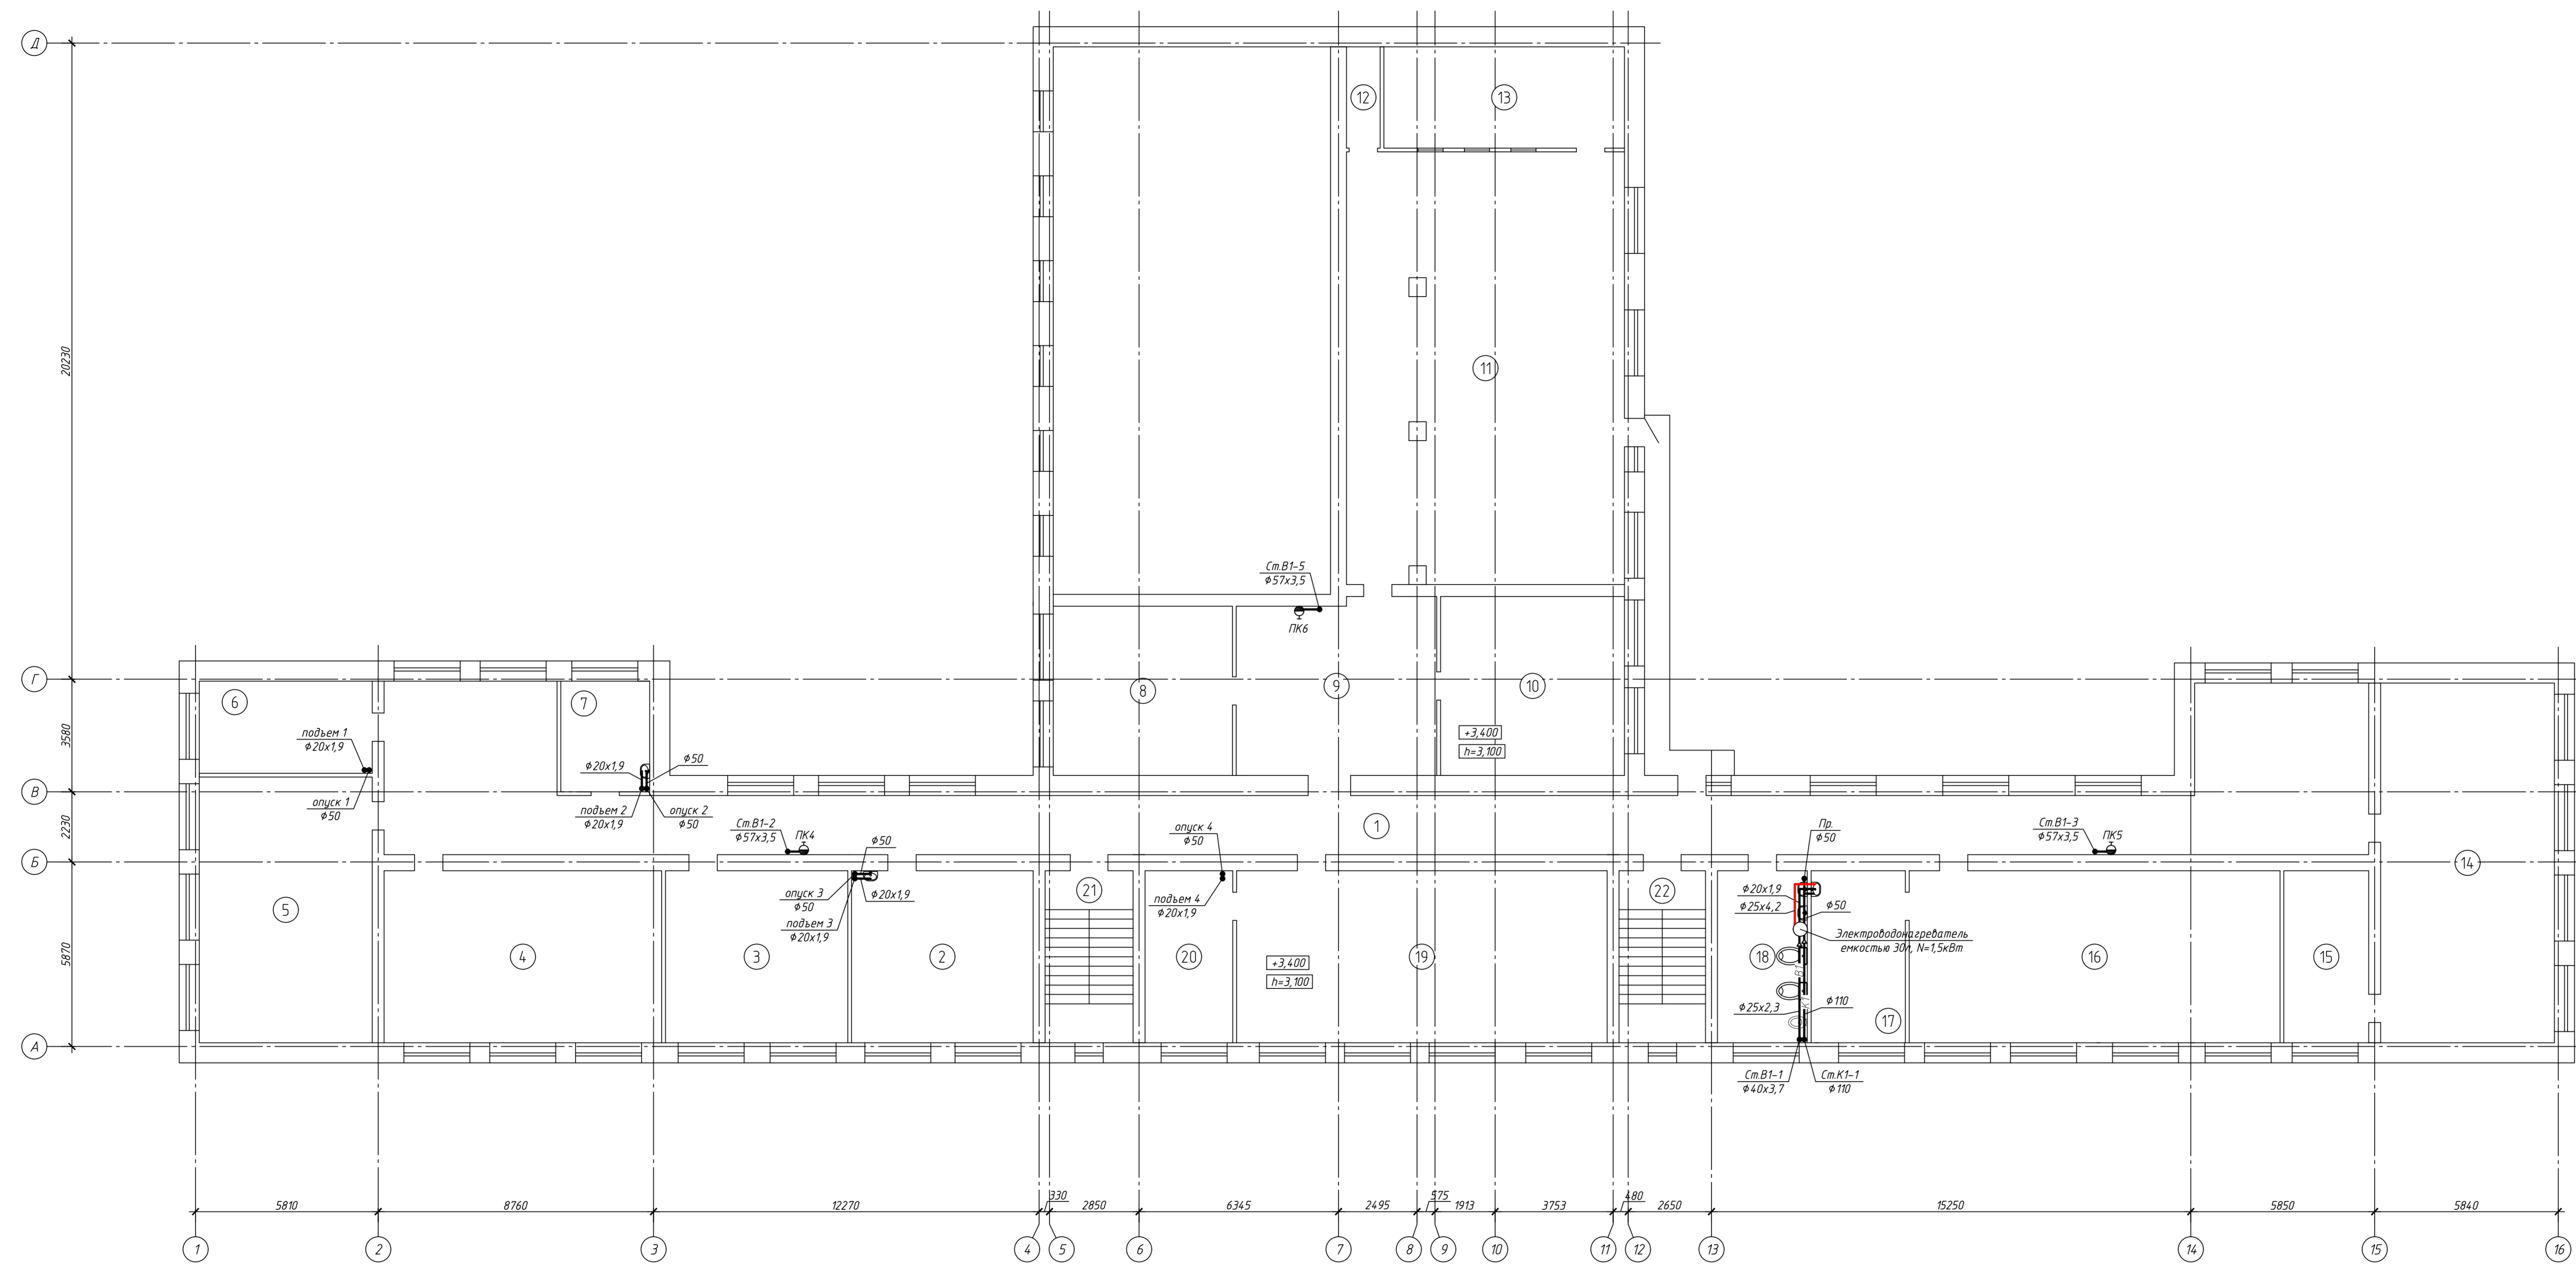 Д
12
13
20230
11
Ст.В1-5
ф57х3,5
ПК6
Г
6
7
8
9
10
подъем 1
ф20х1,9
+3,400
h=3,100
3580
ф20х1,9
ф50
В
опуск 1
ф50
подъем 2
ф20х1,9
опуск 2
ф50
2230
Ст.В1-2
ф57х3,5
ПК4
ф50
опуск 4
ф50
1
Пр.
ф50
Ст.В1-3
ф57х3,5
ПК5
Б
14
5
опуск 3
ф50
ф20х1,9
подъем 3
ф20х1,9
21
подъем 4
ф20х1,9
22
ф20х1,9
ф25х4,2
ф50
Электроводонагреватель
емкостью 30л, N=1,5кВт
5870
4
3
2
20
+3,400
h=3,100
19
18
16
15
В1
К1
ф25х2,3
ф110
17
А
Ст.В1-1
ф40х3,7
Ст.К1-1
ф110
5810
8760
12270
330
2850
6345
2495
575
1913
3753
480
2650
15250
5850
5840
1
2
3
4
5
6
7
8
9
10
11
12
13
14
15
16